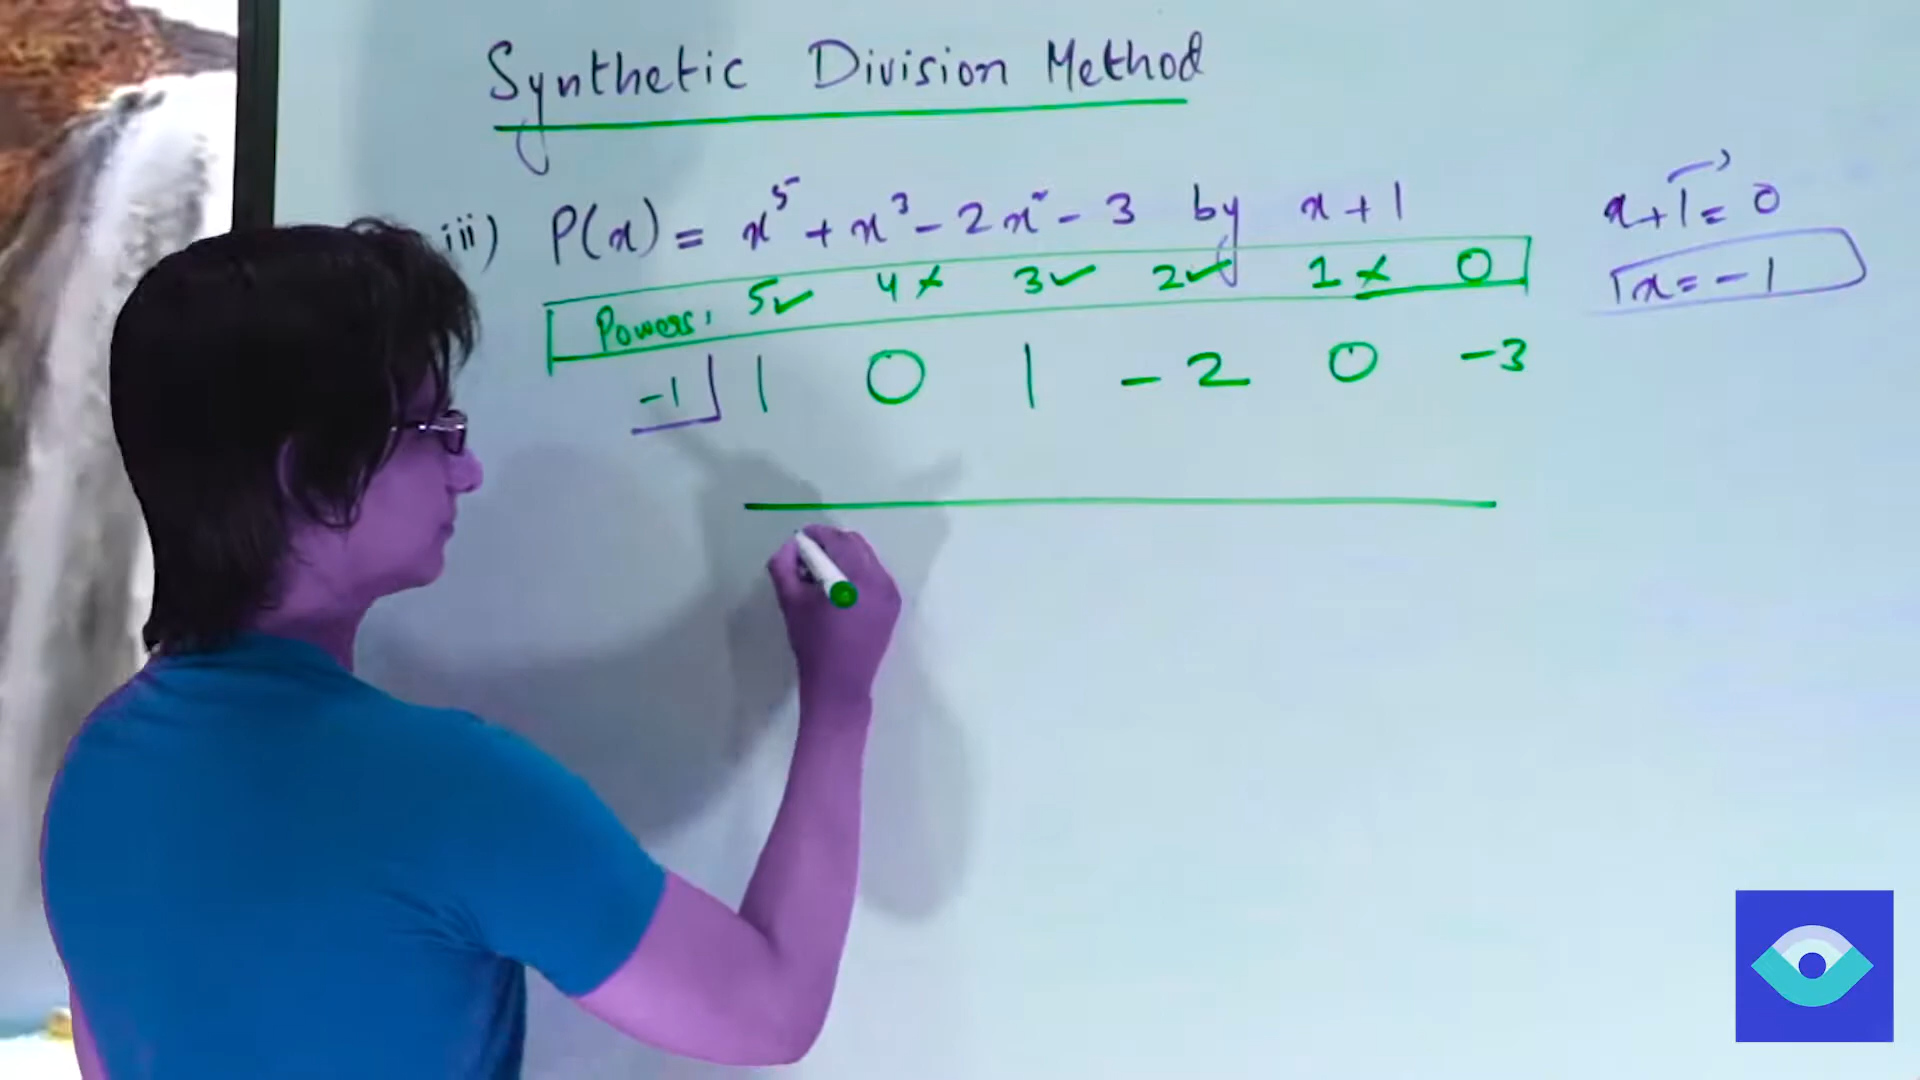 Synthetic Division Method
iii) P(x) = x⁵ + x³ - 2x² - 3 by x + 1
x + 1 = 0
x = -1
Powers: 5✓ 4× 3✓ 2✓ 1× 0
-1 1 0 1 -2 0 -3